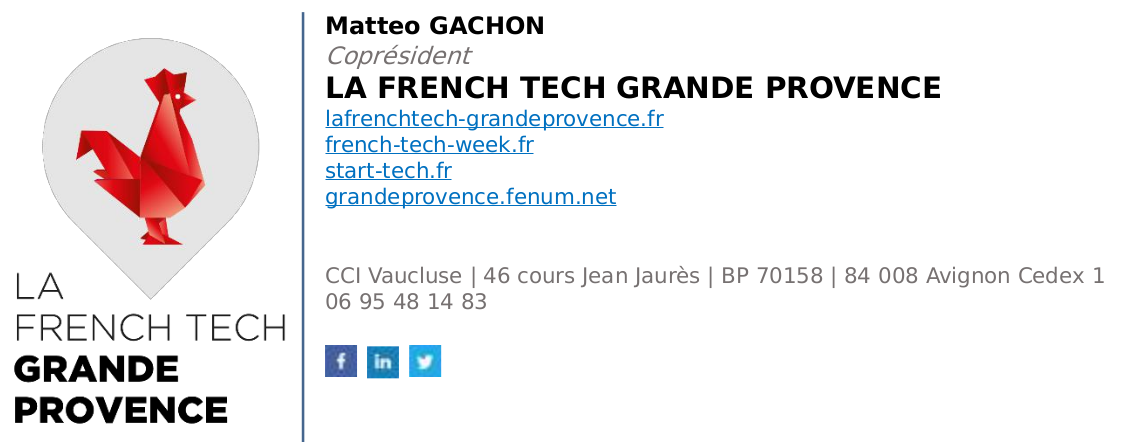 Matteo GACHON
Coprésident
LA FRENCH TECH GRANDE PROVENCE
lafrenchtech-grandeprovence.fr
french-tech-week.fr
start-tech.fr
grandeprovence.fenum.net
CCI Vaucluse | 46 cours Jean Jaurès | BP 70158 | 84 008 Avignon Cedex 1
06 95 48 14 83
f in
LA
FRENCH TECH
GRANDE
PROVENCE